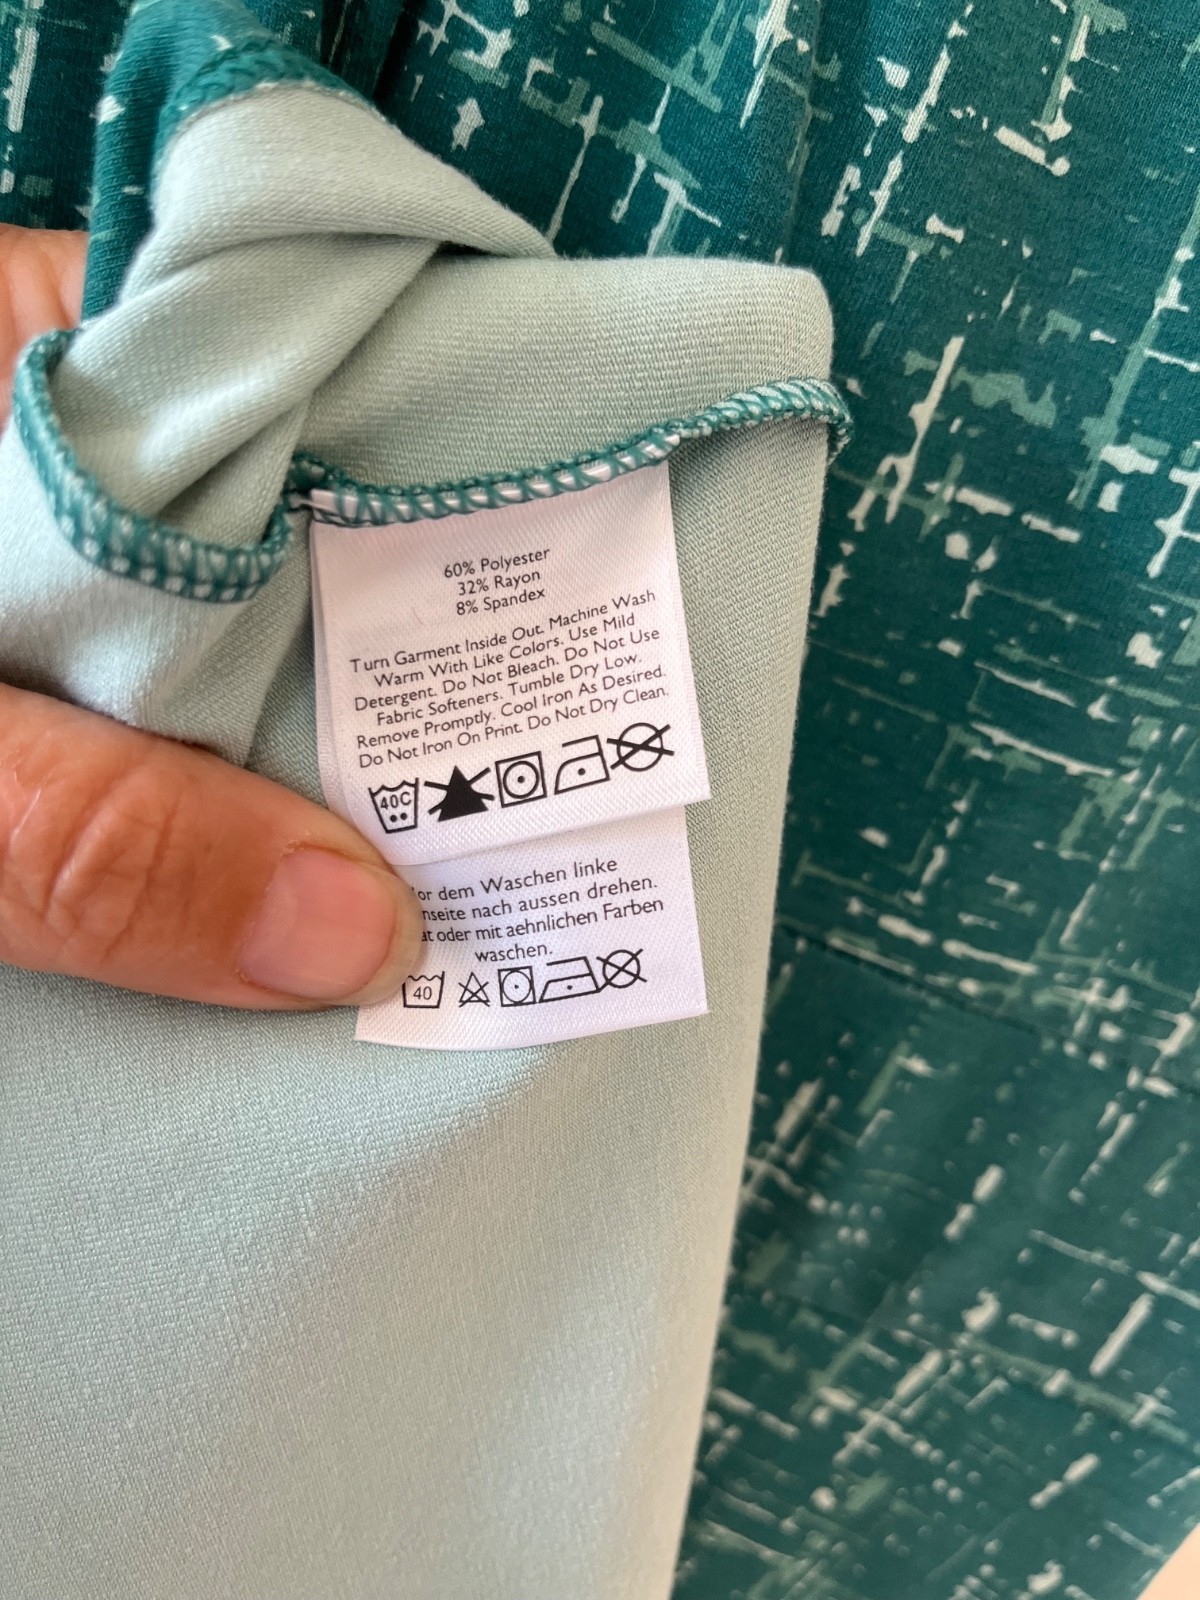 60% Polyester
32% Rayon
8% Spandex
Turn Garment Inside Out. Machine Wash
Warm With Like Colors. Use Mild
Detergent. Do Not Bleach. Do Not Use
Fabric Softeners. Tumble Dry Low.
Remove Promptly. Cool Iron As Desired.
Do Not Iron On Print. Do Not Dry Clean.
40C
dem Waschen linke
nach aussen drehen.
oder mit aehnlichen Farben
waschen.
40